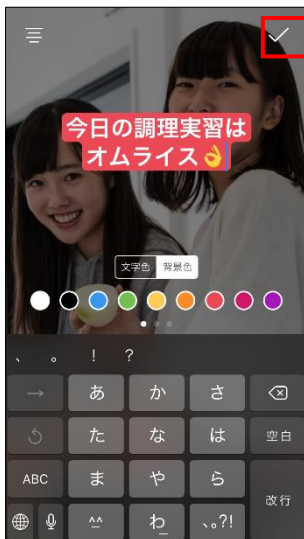 今日の調理実習は
オムライス👌
文字色 背景色
、 。 ! ?
→ あ か さ
た な は 空白
ABC ま や ら 改行
^^ わ_ 、。?!